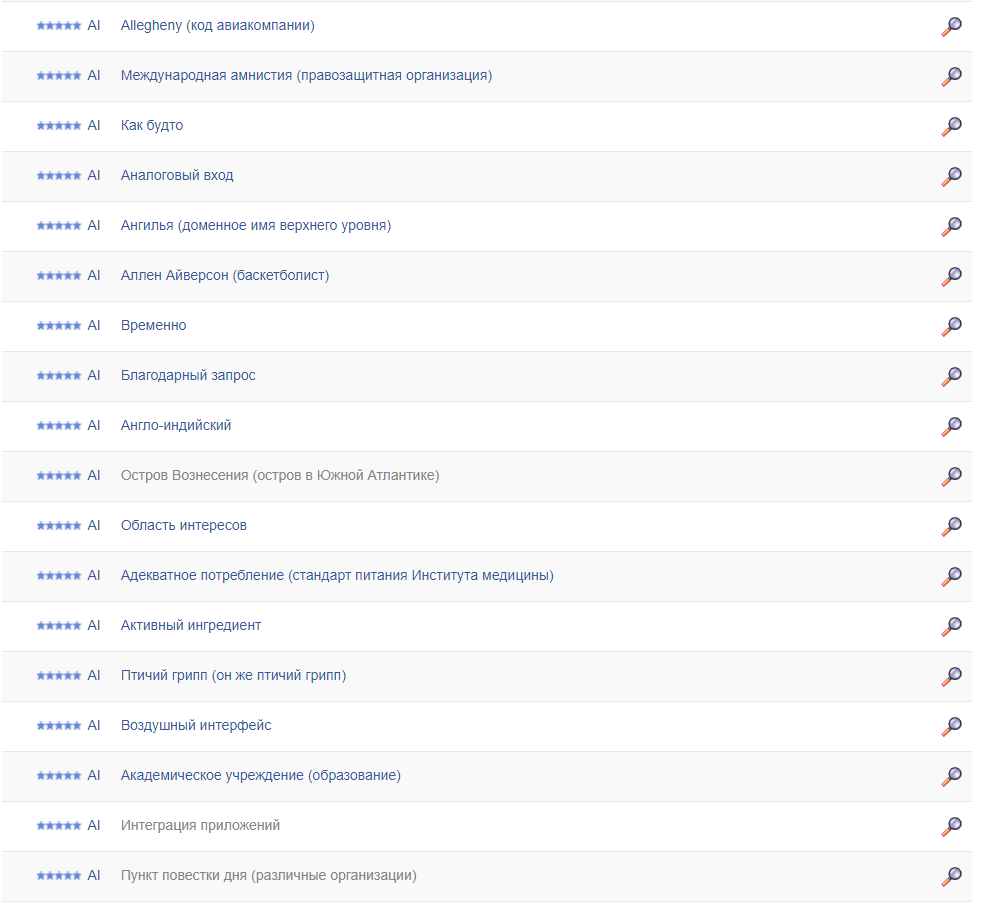 AI Allegheny (код авиакомпании)
AI Международная амнистия (правозащитная организация)
AI Как будто
AI Аналоговый вход
AI Ангилья (доменное имя верхнего уровня)
AI Аллен Айверсон (баскетболист)
AI Временно
AI Благодарный запрос
AI Англо-индийский
AI Остров Вознесения (остров в Южной Атлантике)
AI Область интересов
AI Адекватное потребление (стандарт питания Института медицины)
AI Активный ингредиент
AI Птичий грипп (он же птичий грипп)
AI Воздушный интерфейс
AI Академическое учреждение (образование)
AI Интеграция приложений
AI Пункт повестки дня (различные организации)